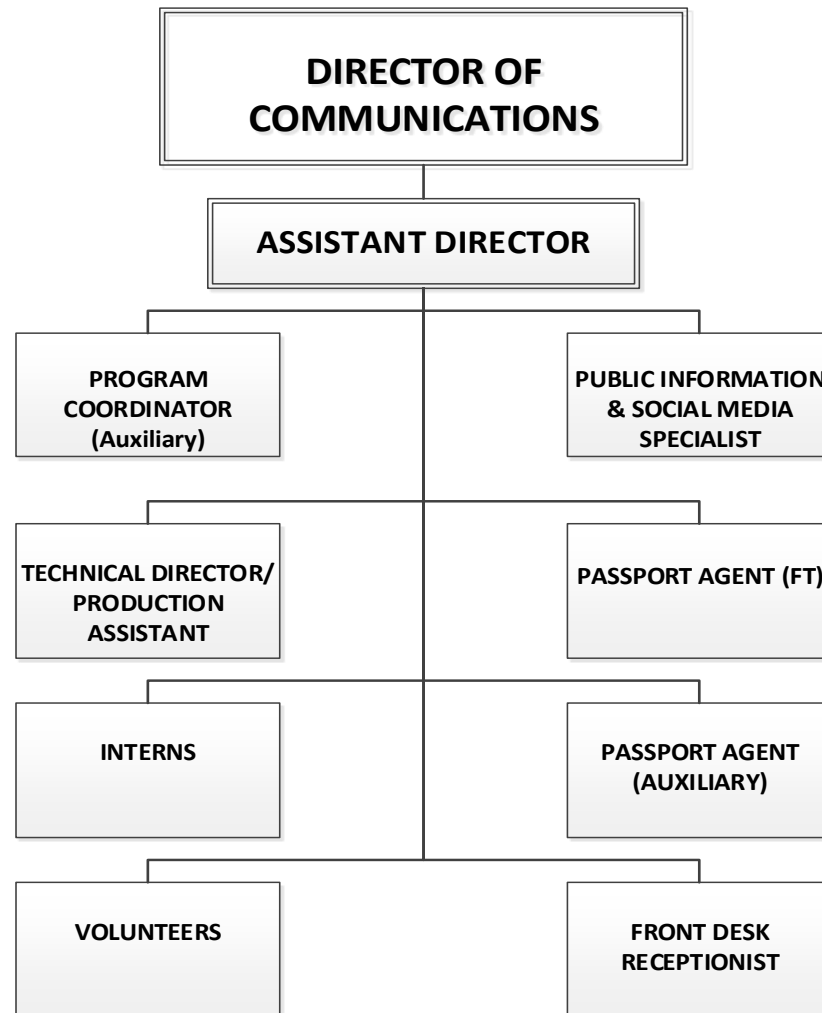 DIRECTOR OF
COMMUNICATIONS
ASSISTANT DIRECTOR
PROGRAM
COORDINATOR
(Auxiliary)
PUBLIC INFORMATION
& SOCIAL MEDIA
SPECIALIST
TECHNICAL DIRECTOR/
PRODUCTION
ASSISTANT
PASSPORT AGENT (FT)
INTERNS
PASSPORT AGENT
(AUXILIARY)
VOLUNTEERS
FRONT DESK
RECEPTIONIST